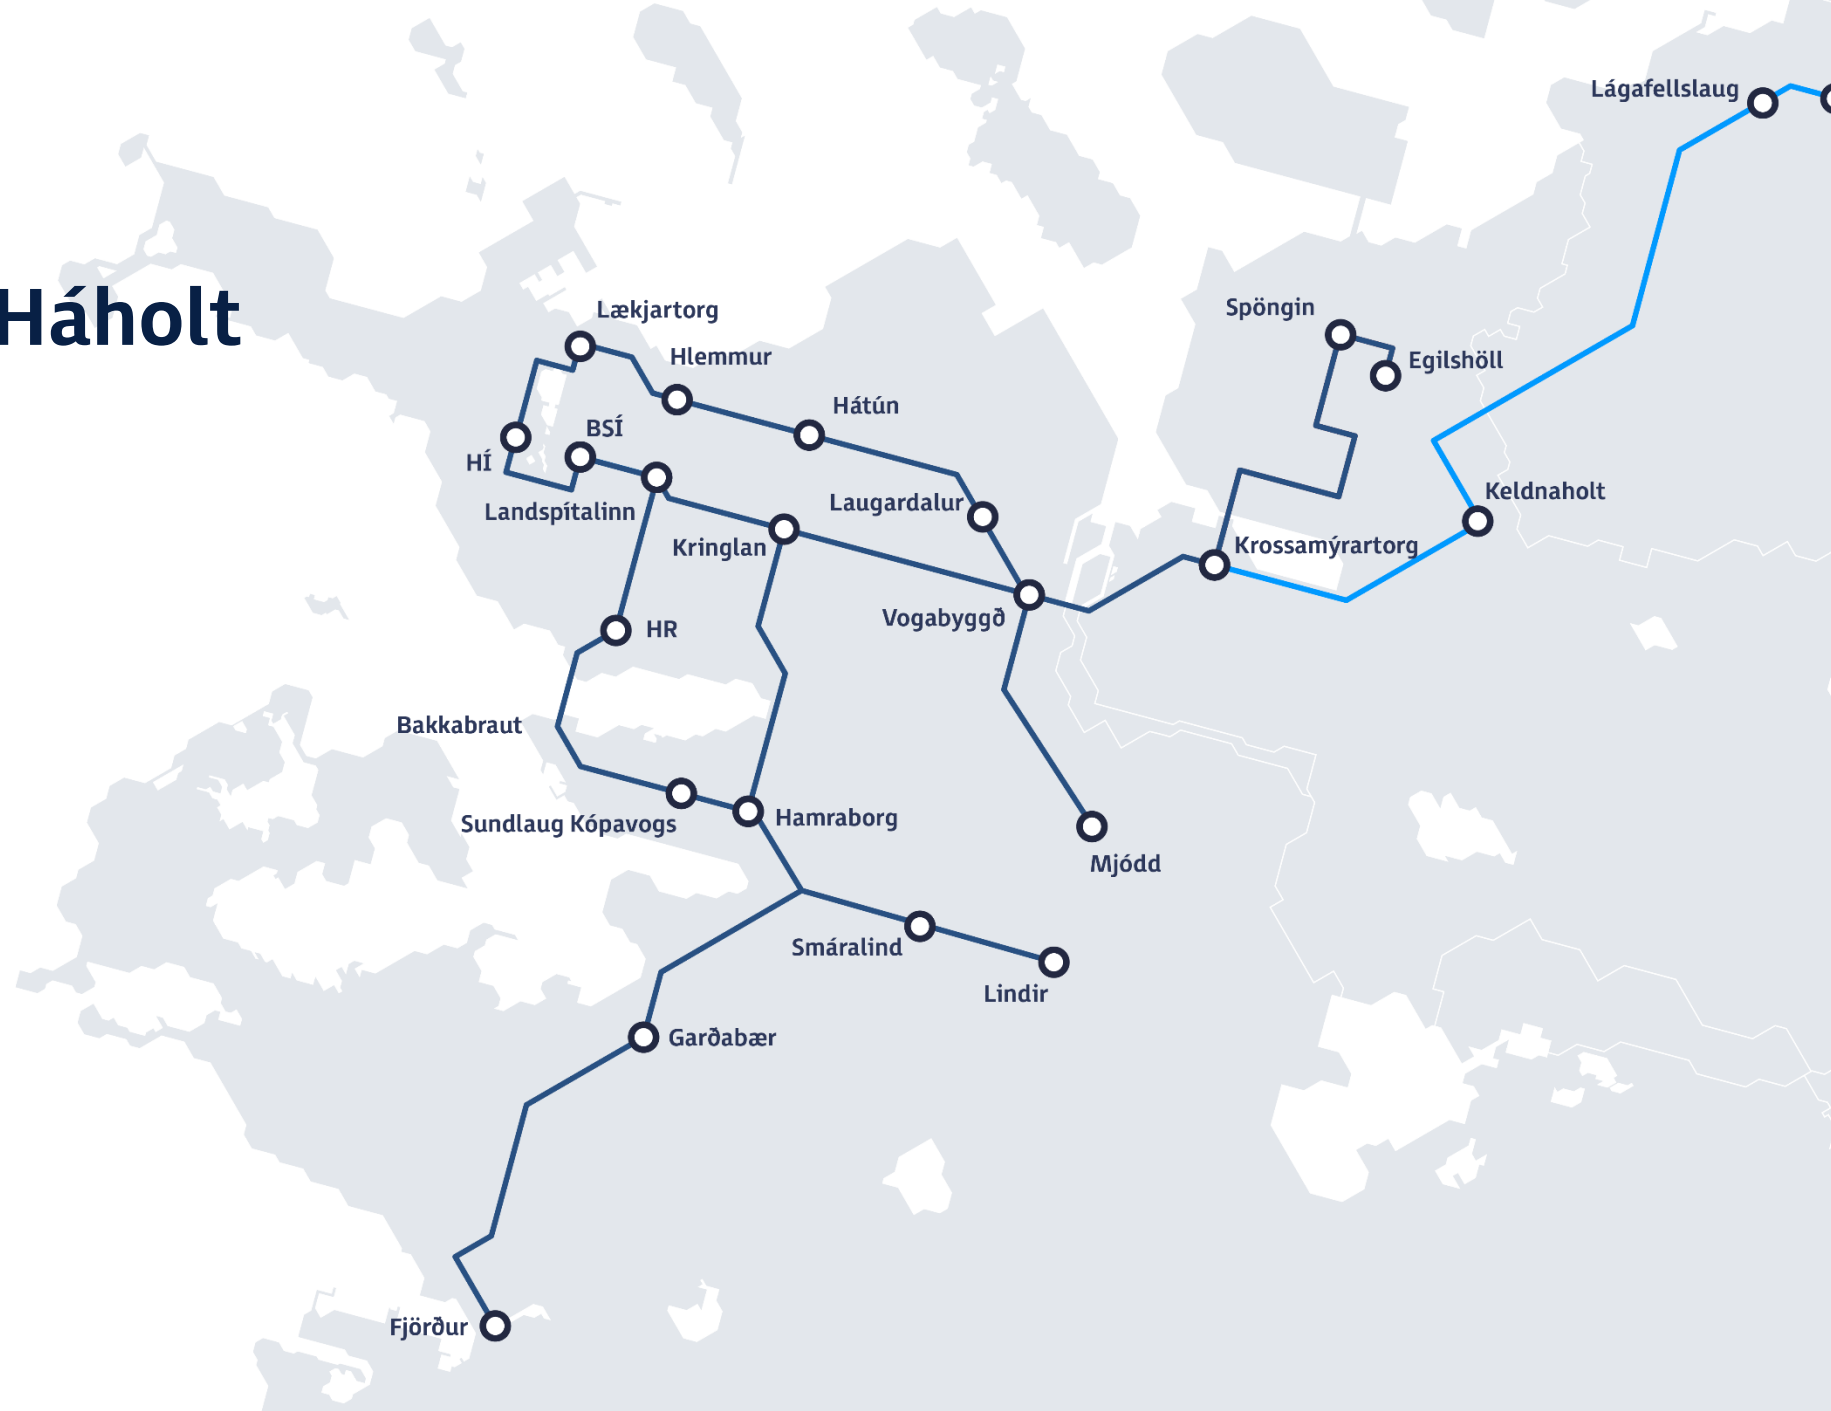 Lágafellslaug
Háholt
Lækjartorg
Spöngin
Hlemmur
Egilshöll
Hátún
BSÍ
HÍ
Keldnaholt
Laugardalur
Landspítalinn
Kringlan
Krossamýrartorg
Vogabyggð
HR
Bakkabraut
Sundlaug Kópavogs
Hamraborg
Mjódd
Smáralind
Lindir
Garðabær
Fjörður